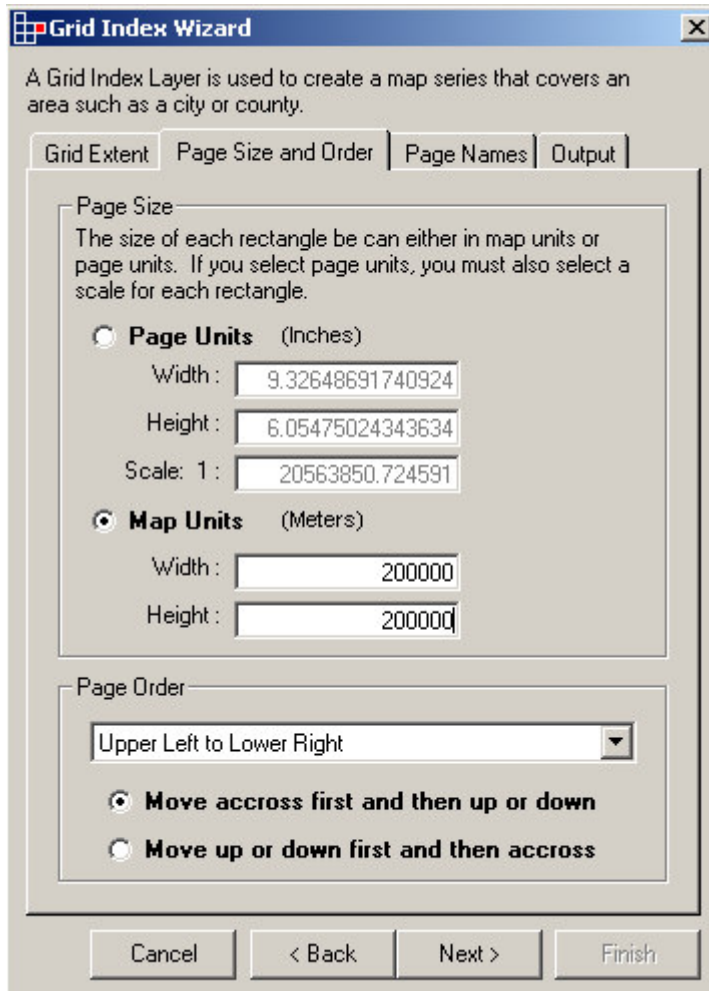 Grid Index Wizard
A Grid Index Layer is used to create a map series that covers an
area such as a city or county.
Grid Extent Page Size and Order Page Names Output
Page Size
The size of each rectangle be can either in map units or
page units. If you select page units, you must also select a
scale for each rectangle.
Page Units (Inches)
Width : 9.32648691740924
Height : 6.05475024343634
Scale: 1 : 20563850.724591
Map Units (Meters)
Width : 200000
Height : 200000
Page Order
Upper Left to Lower Right
Move accross first and then up or down
Move up or down first and then accross
Cancel < Back Next > Finish